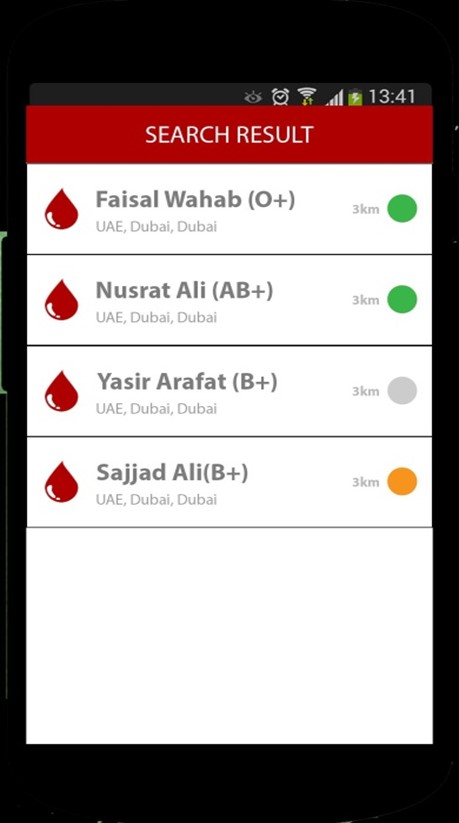 13:41
SEARCH RESULT
Faisal Wahab (O+)
UAE, Dubai, Dubai
3km
Nusrat Ali (AB+)
UAE, Dubai, Dubai
3km
Yasir Arafat (B+)
UAE, Dubai, Dubai
3km
Sajjad Ali(B+)
UAE, Dubai, Dubai
3km